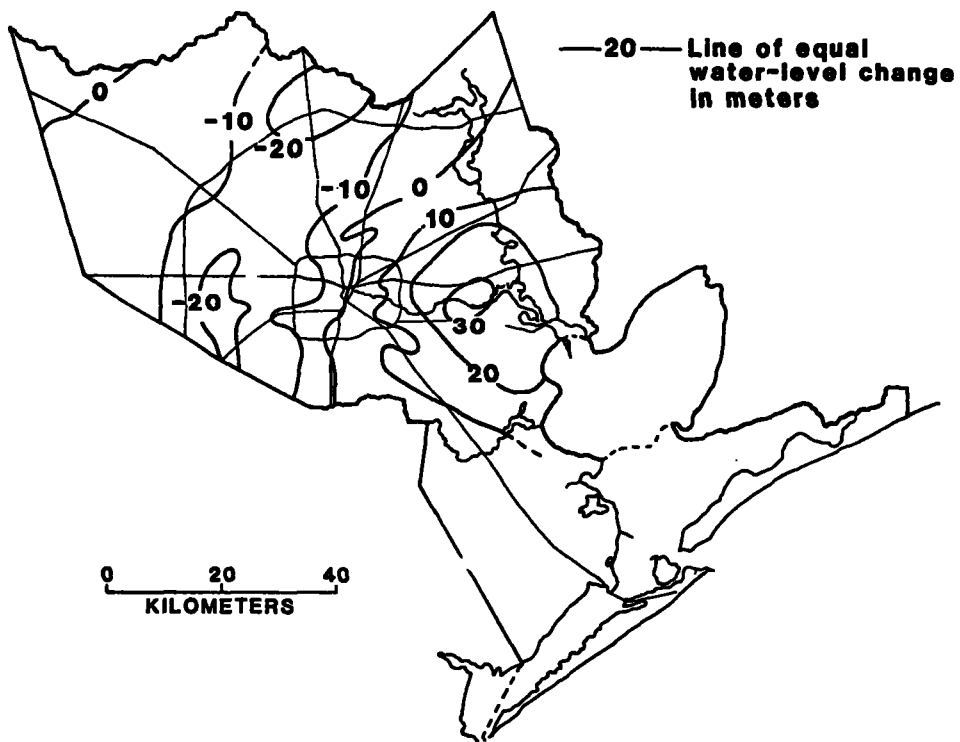 —20— Line of equal
water-level change
in meters
0
-10
-20
-10
0
10
-20
30
20
0 20 40
KILOMETERS